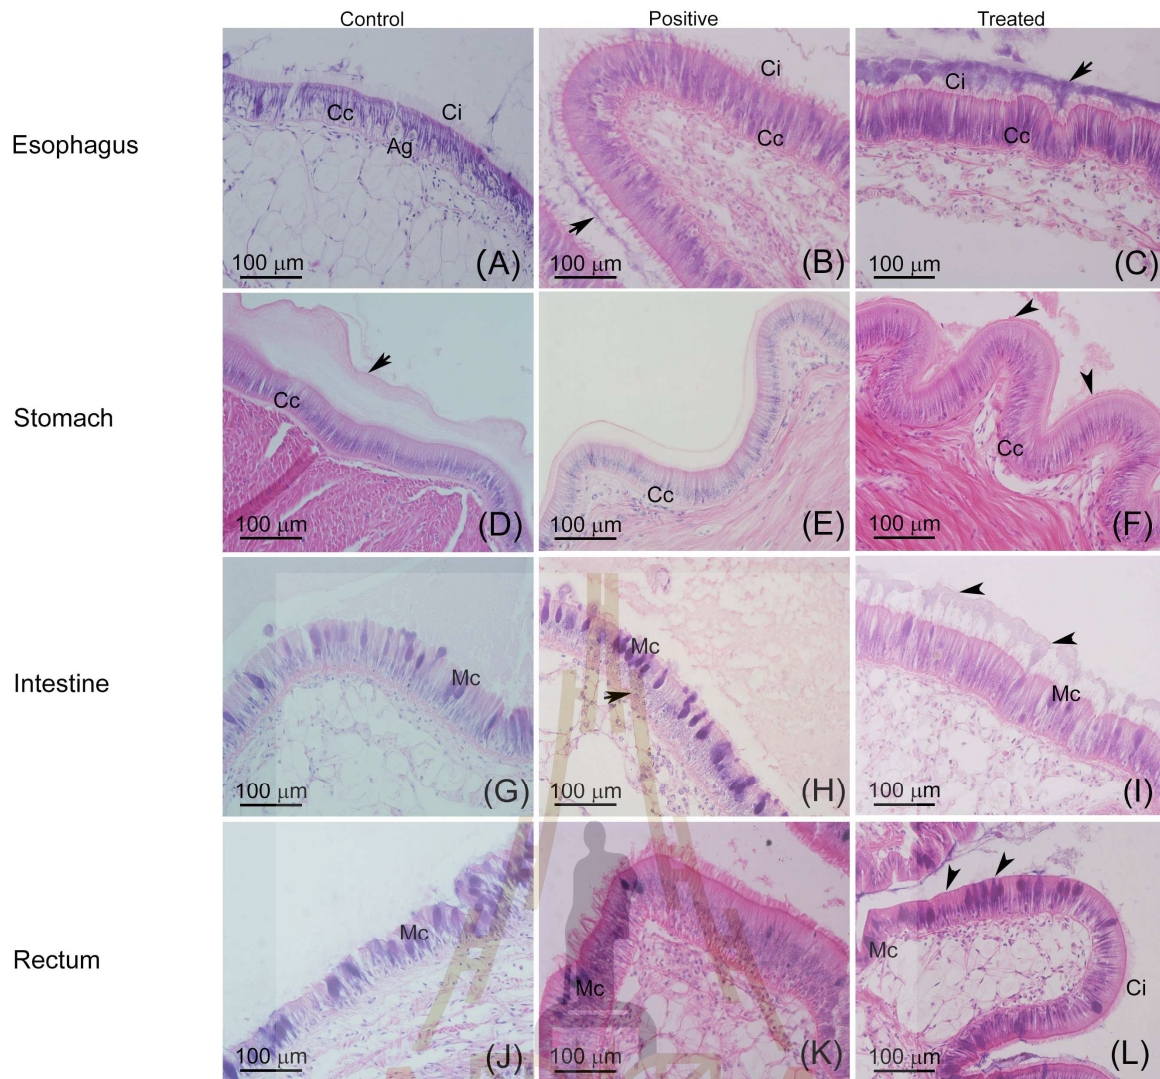 Control Positive Treated
Esophagus
Cc Ci Ag 100 μm (A)
Ci Cc 100 μm (B)
Ci Cc 100 μm (C)
Stomach
Cc 100 μm (D)
Cc 100 μm (E)
Cc 100 μm (F)
Intestine
Mc 100 μm (G)
Mc 100 μm (H)
Mc 100 μm (I)
Rectum
Mc 100 μm (J)
Mc 100 μm (K)
Mc Ci 100 μm (L)